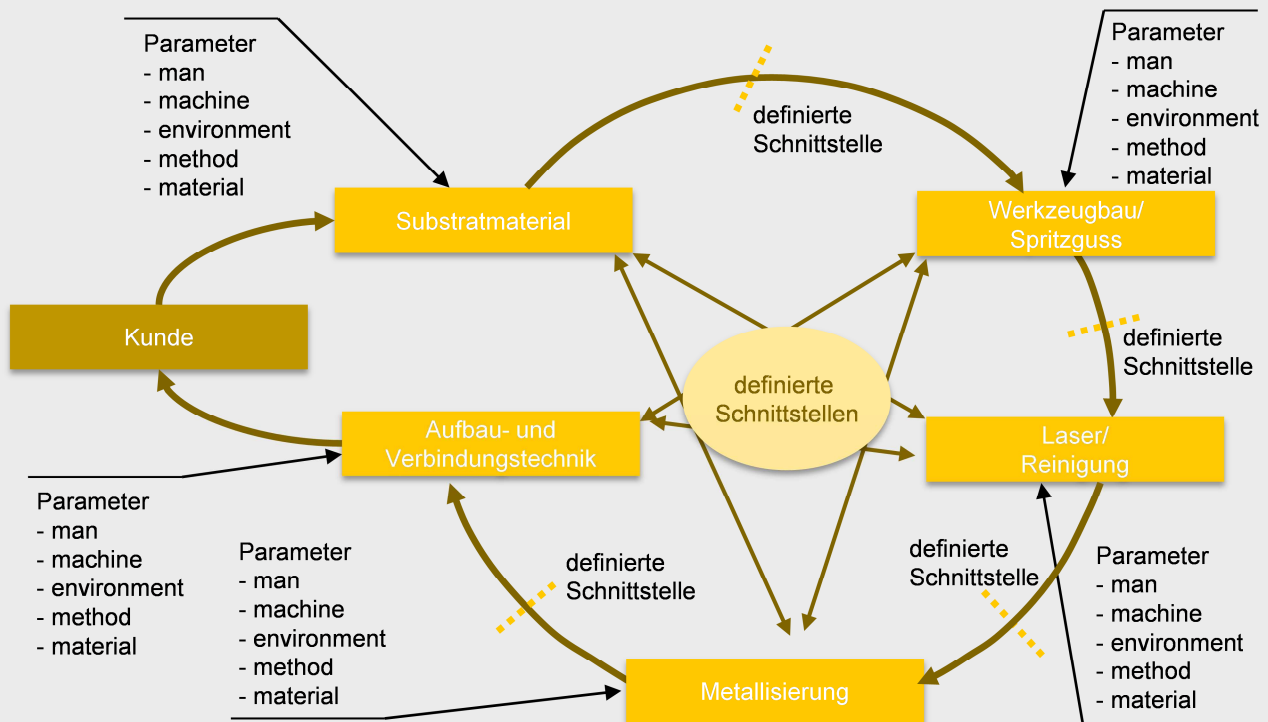 Parameter
- man
- machine
- environment
- method
- material
Parameter
- man
- machine
- environment
- method
- material
definierte
Schnittstelle
Substratmaterial
Werkzeugbau/
Spritzguss
Kunde
definierte
Schnittstelle
definierte
Schnittstellen
Aufbau- und
Verbindungstechnik
Laser/
Reinigung
Parameter
- man
- machine
- environment
- method
- material
Parameter
- man
- machine
- environment
- method
- material
definierte
Schnittstelle
definierte
Schnittstelle
Parameter
- man
- machine
- environment
- method
- material
Metallisierung